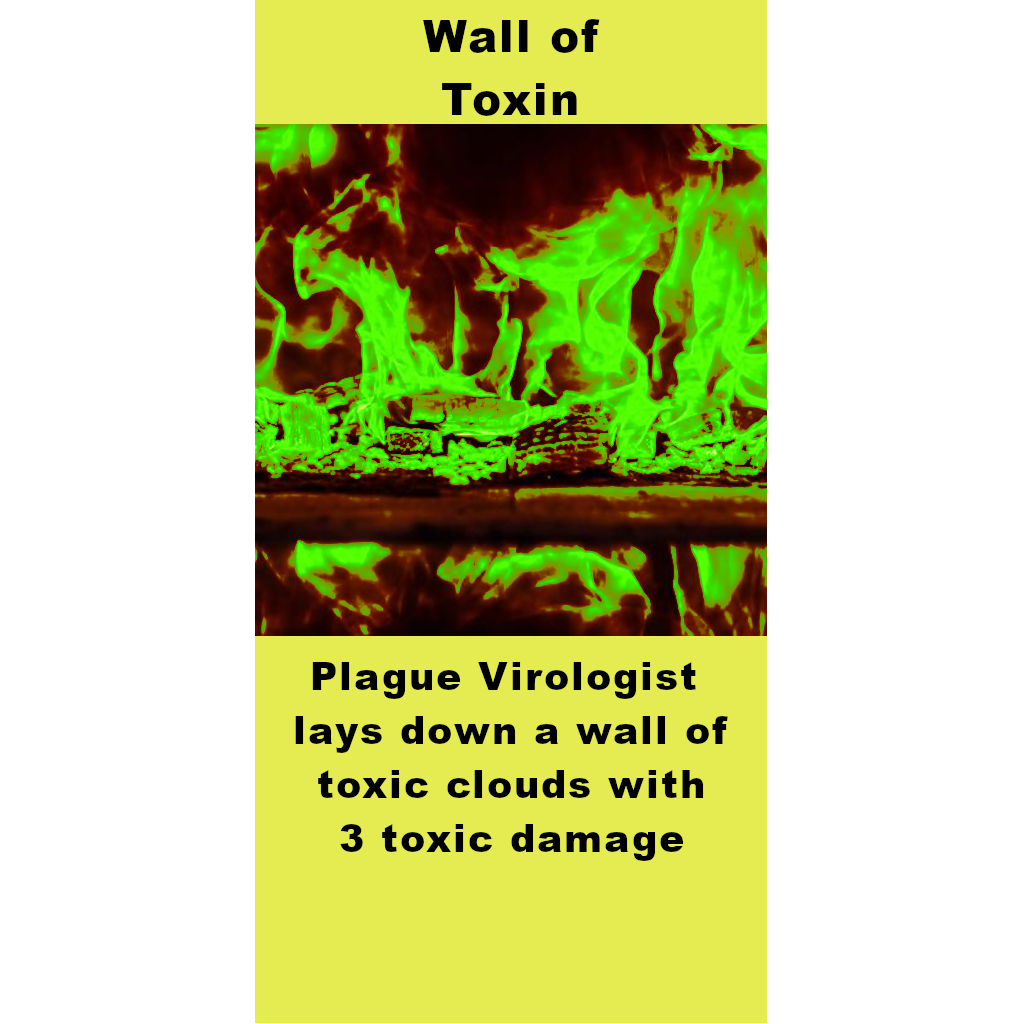 Wall of
Toxin
Plague Virologist
lays down a wall of
toxic clouds with
3 toxic damage